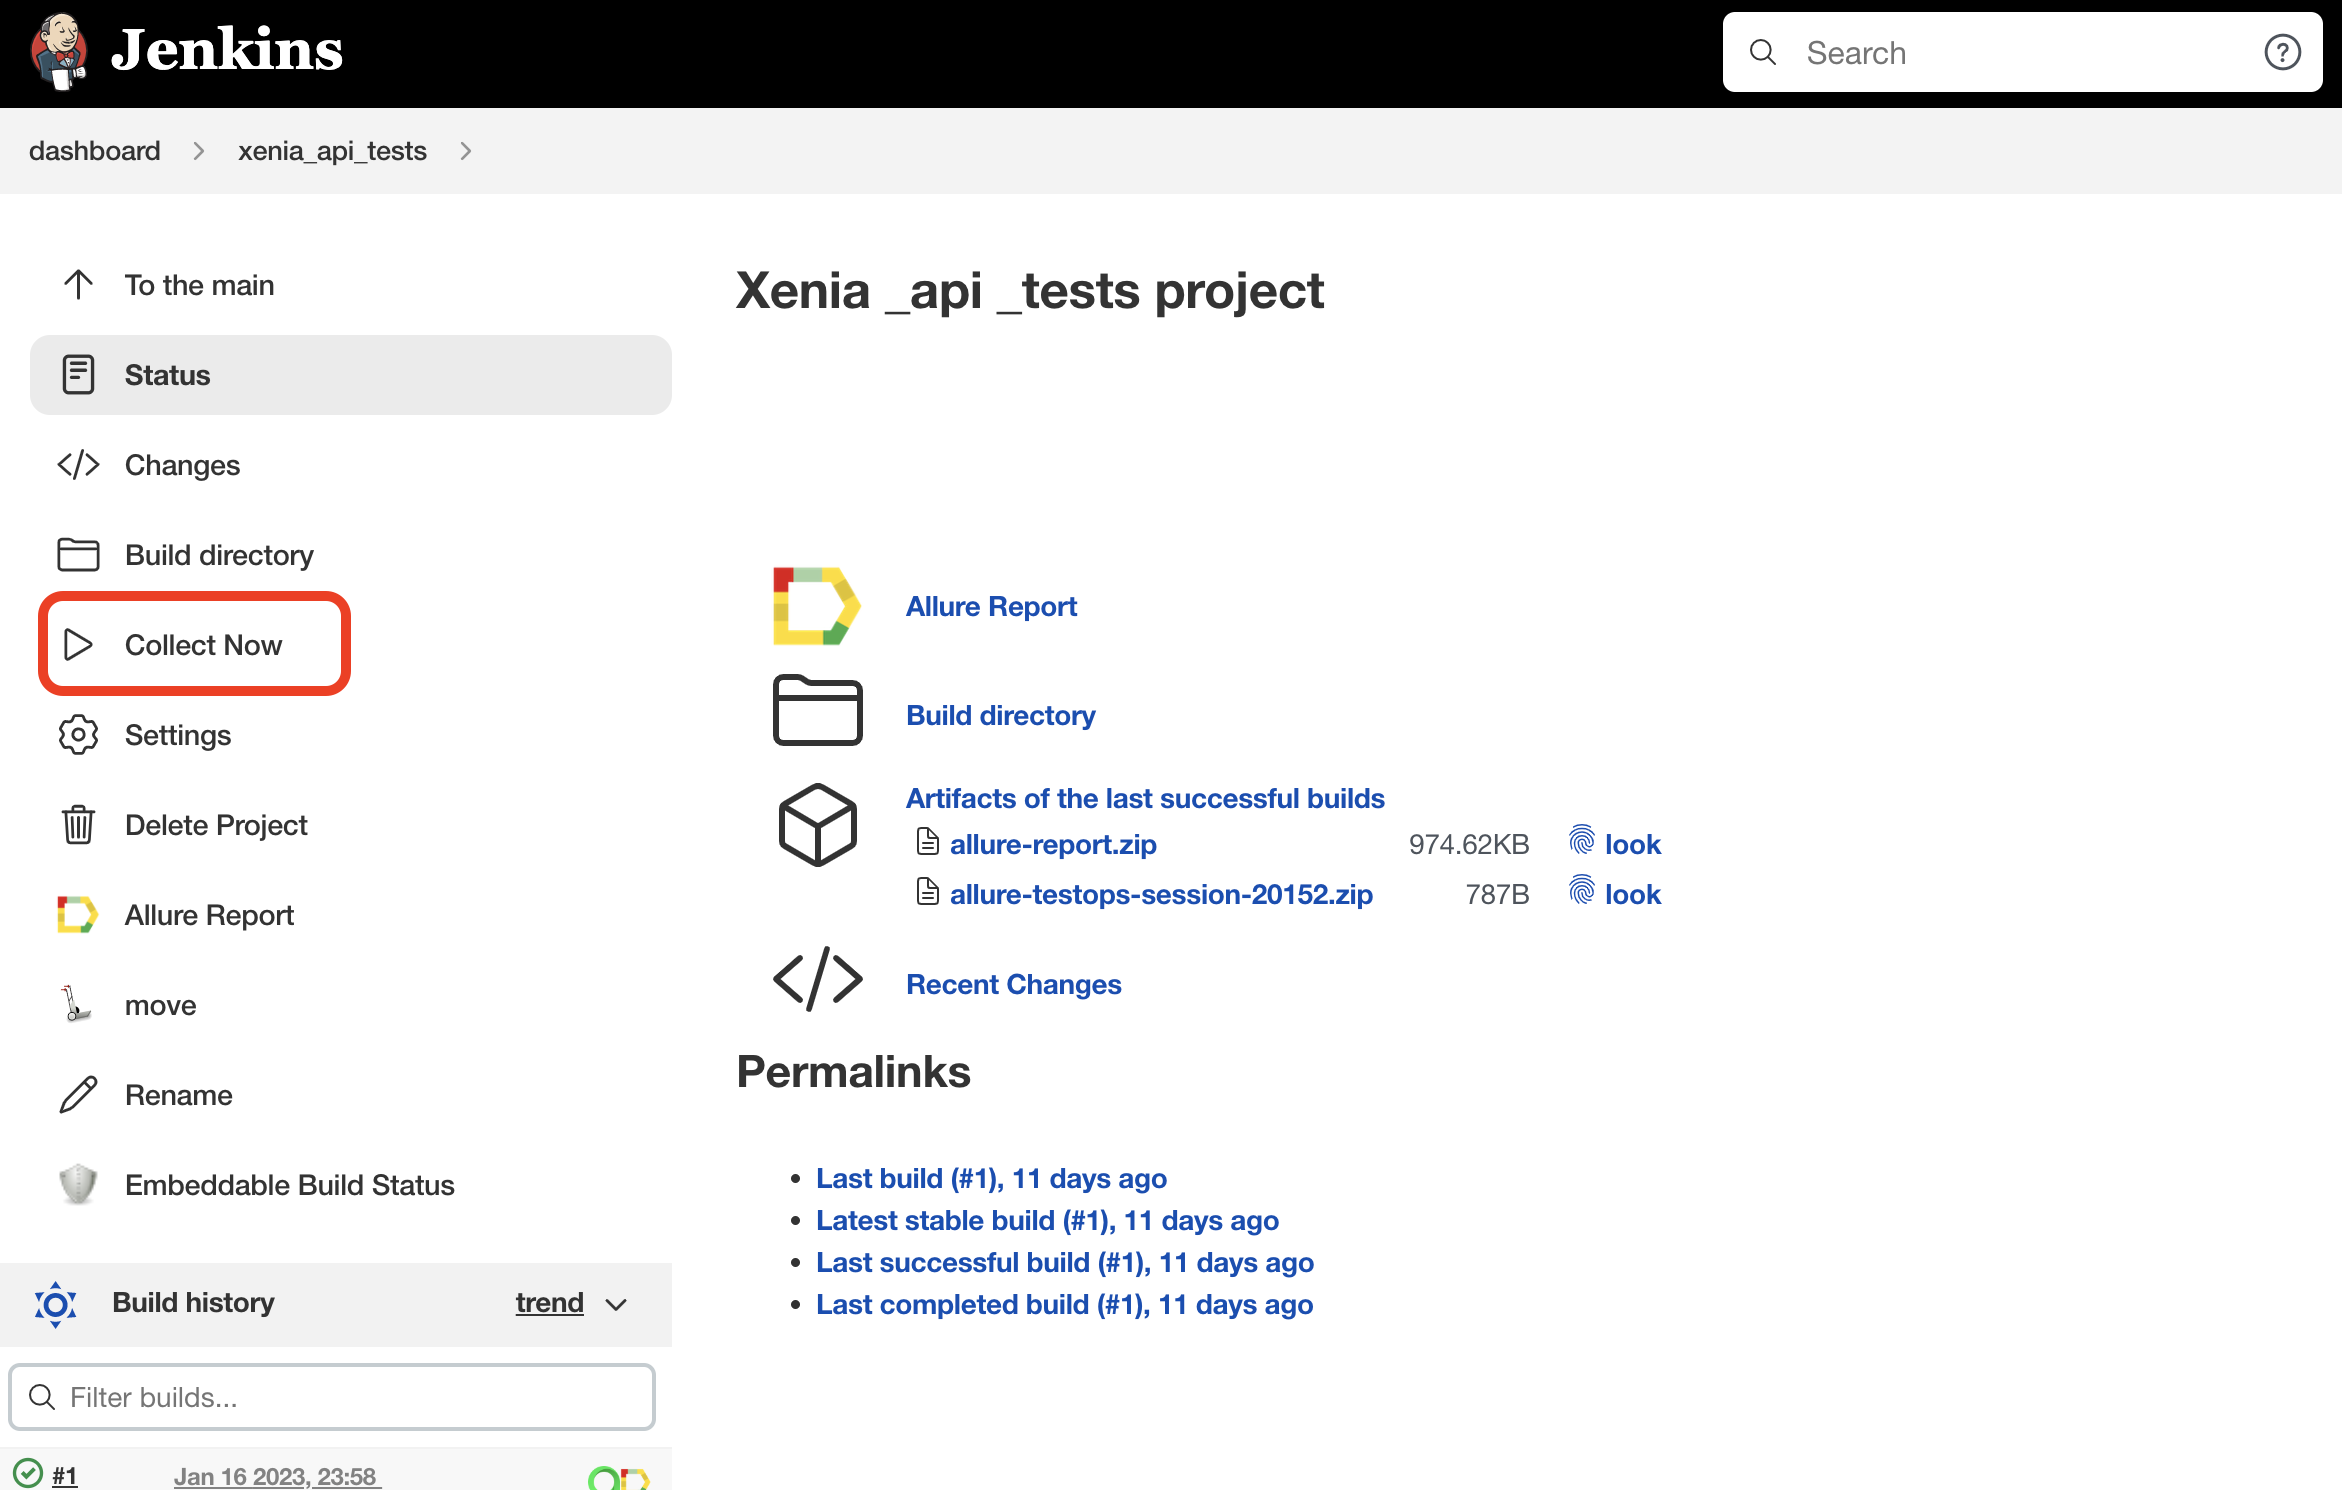 Jenkins
Search
dashboard
xenia_api_tests
To the main
Status
Changes
Build directory
Collect Now
Settings
Delete Project
Allure Report
move
Rename
Embeddable Build Status
Build history trend
Filter builds...
#1 Jan 16 2023, 23:58
Xenia _api _tests project
Allure Report
Build directory
Artifacts of the last successful builds
allure-report.zip 974.62KB look
allure-testops-session-20152.zip 787B look
Recent Changes
Permalinks
Last build (#1), 11 days ago
Latest stable build (#1), 11 days ago
Last successful build (#1), 11 days ago
Last completed build (#1), 11 days ago